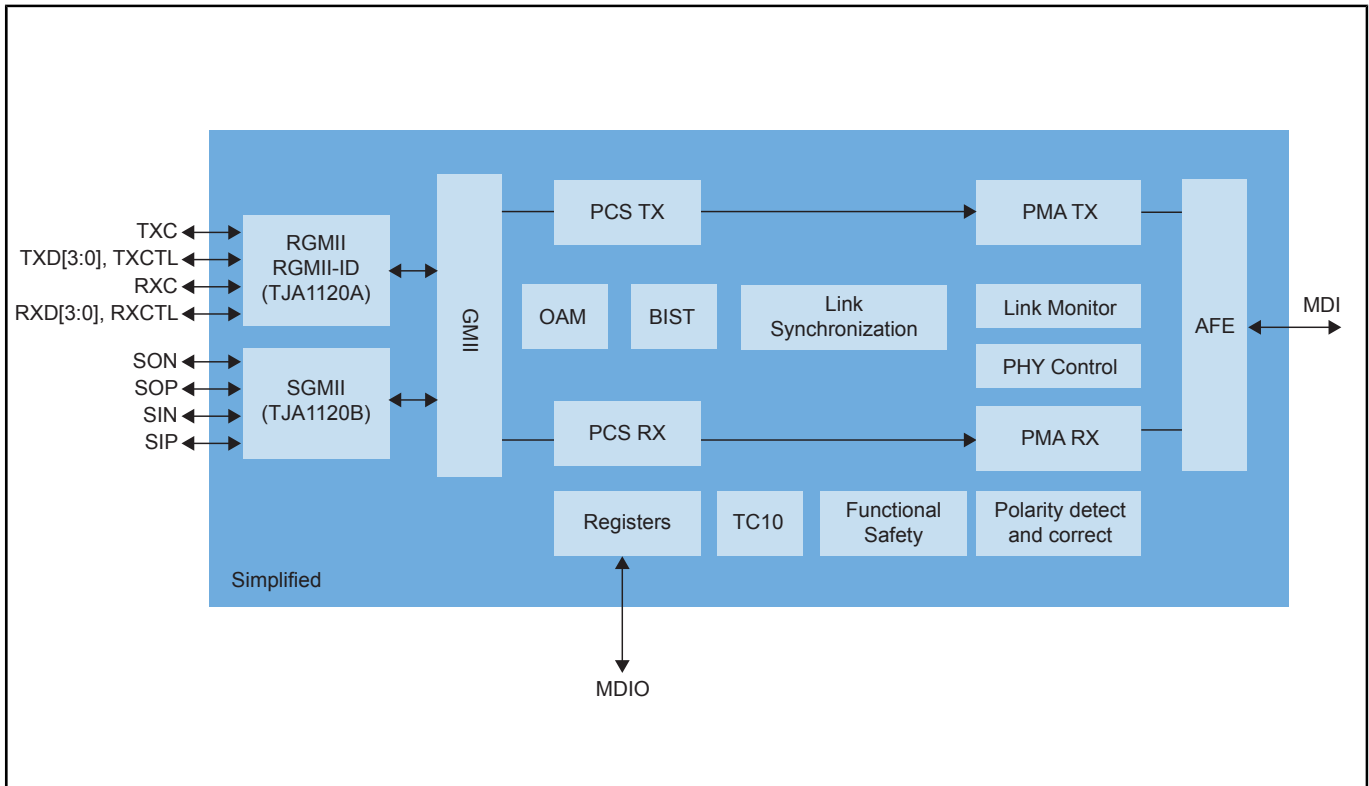 TXC
TXD[3:0], TXCTL
RXC
RXD[3:0], RXCTL
SON
SOP
SIN
SIP
RGMII
RGMII-ID
(TJA1120A)
SGMII
(TJA1120B)
GMII
PCS TX
PMA TX
OAM
BIST
Link
Synchronization
Link Monitor
PHY Control
PCS RX
PMA RX
AFE
MDI
Registers
TC10
Functional
Safety
Polarity detect
and correct
Simplified
MDIO